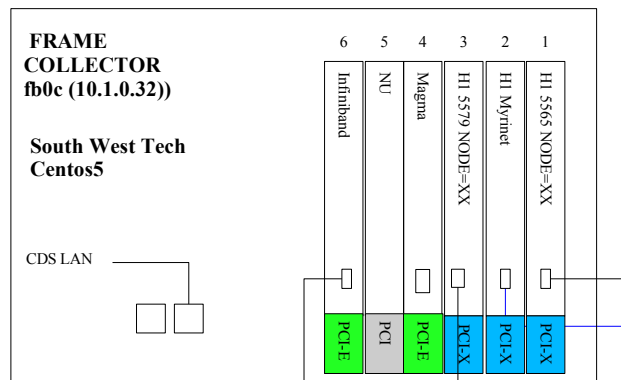 FRAME
COLLECTOR
fb0c (10.1.0.32))
South West Tech
Centos5
CDS LAN
6 5 4 3 2 1
Infiniband
NU
Magma
H1 5579 NODE=XX
H1 Myrinet
H1 5565 NODE=XX
PCI-E
PCI
PCI-E
PCI-X
PCI-X
PCI-X